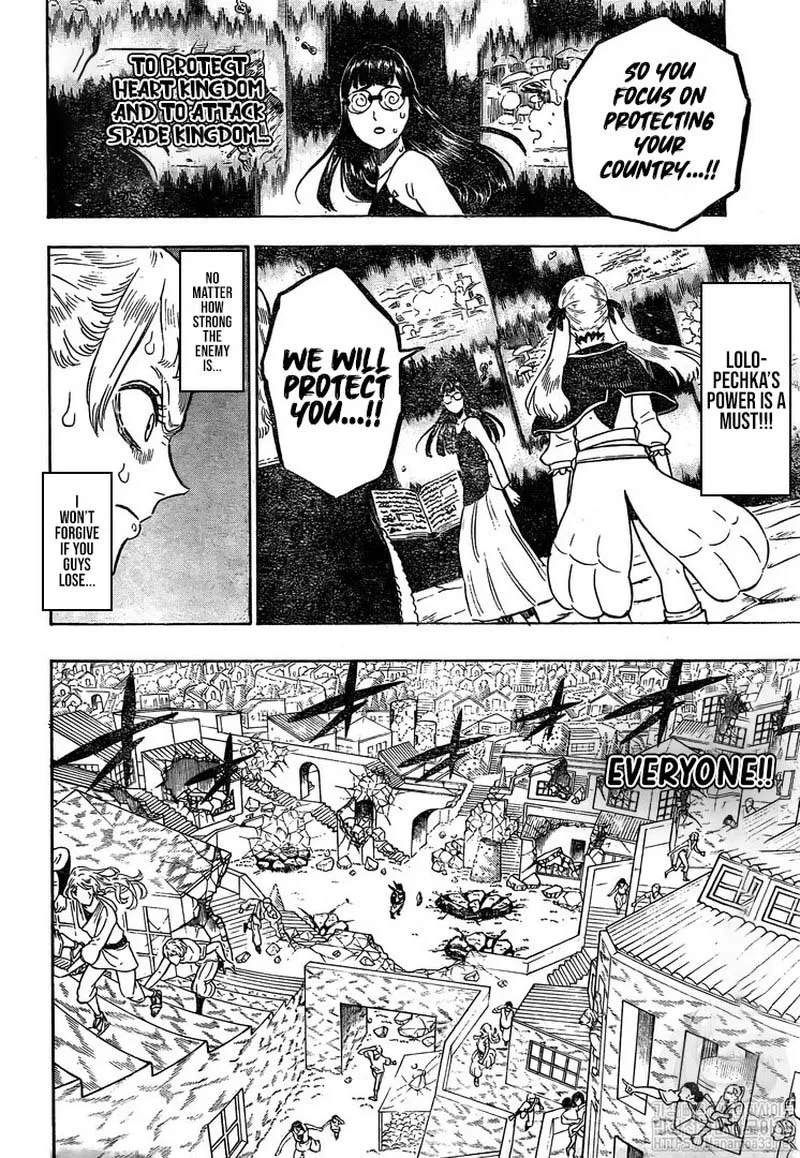 TO PROTECT
HEART KINGDOM
AND TO ATTACK
SPADE KINGDOM...
SO YOU
FOCUS ON
PROTECTING
YOUR
COUNTRY...!!
NO
MATTER
HOW
STRONG
THE
ENEMY
IS...
I
WON'T
FORGIVE
IF YOU
GUYS
LOSE...
WE WILL
PROTECT
YOU...!!
LOLO-
PECHKA'S
POWER IS A
MUST!!!
EVERYONE!!